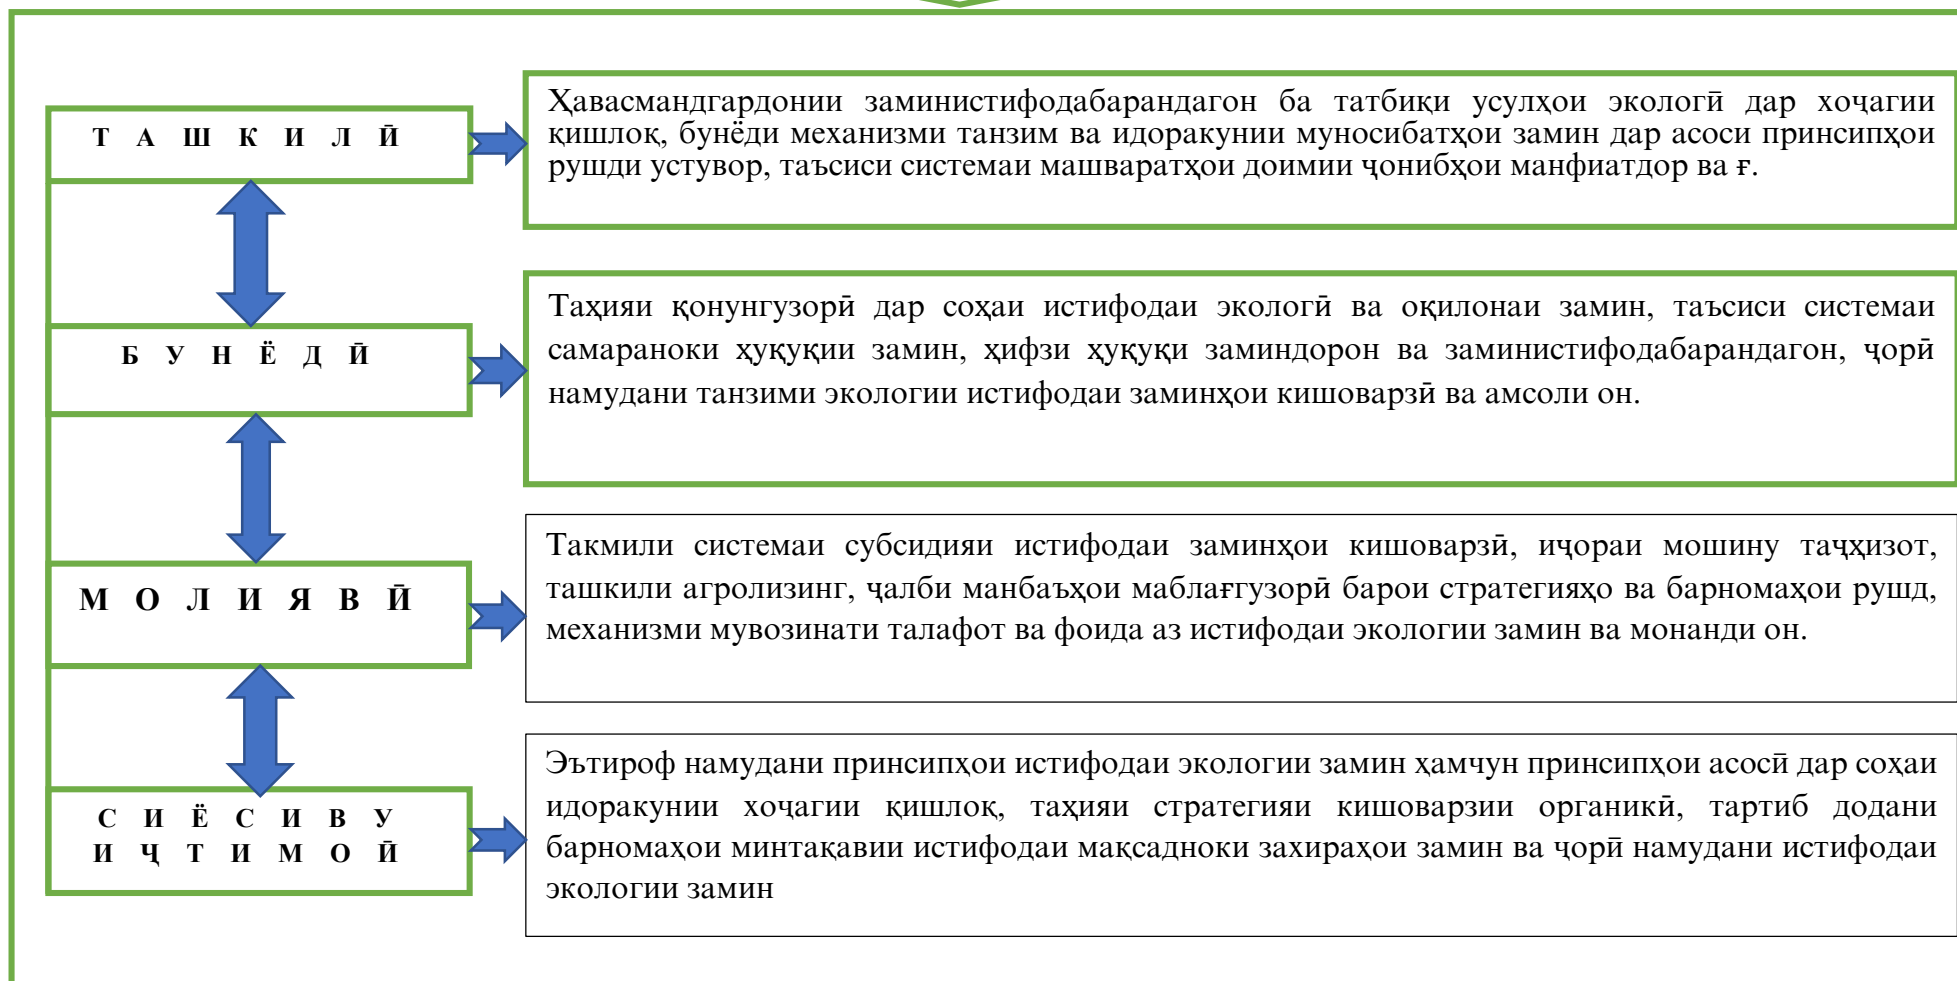 Т А Ш К И Л Ӣ
Ҳавасмандгардонии заминистифодабарандагон ба татбиқи усулҳои экологӣ дар хоҷагии
қишлоқ, бунёди механизми танзим ва идоракунии муносибатҳои замин дар асоси принсипҳои
рушди устувор, таъсиси системаи машваратҳои доимии ҷонибҳои манфиатдор ва ғ.
Б У Н Ё Д Ӣ
Таҳияи қонунгузорӣ дар соҳаи истифодаи экологӣ ва оқилонаи замин, таъсиси системаи
самараноки ҳуқуқии замин, ҳифзи ҳуқуқи заминдорон ва заминистифодабарандагон, ҷорӣ
намудани танзими экологии истифодаи заминҳои кишоварзӣ ва амсоли он.
М О Л И Я В Ӣ
Такмили системаи субсидияи истифодаи заминҳои кишоварзӣ, иҷораи мошину таҷҳизот,
ташкили агролизинг, ҷалби манбаъҳои маблағгузорӣ барои стратегияҳо ва барномаҳои рушд,
механизми мувозинати талафот ва фоида аз истифодаи экологии замин ва монанди он.
С И Ё С И В У
И Ҷ Т И М О Ӣ
Эътироф намудани принсипҳои истифодаи экологии замин ҳамчун принсипҳои асосӣ дар соҳаи
идоракунии хоҷагии қишлоқ, таҳияи стратегияи кишоварзии органикӣ, тартиб додани
барномаҳои минтақавии истифодаи мақсадноки захираҳои замин ва ҷорӣ намудани истифодаи
экологии замин